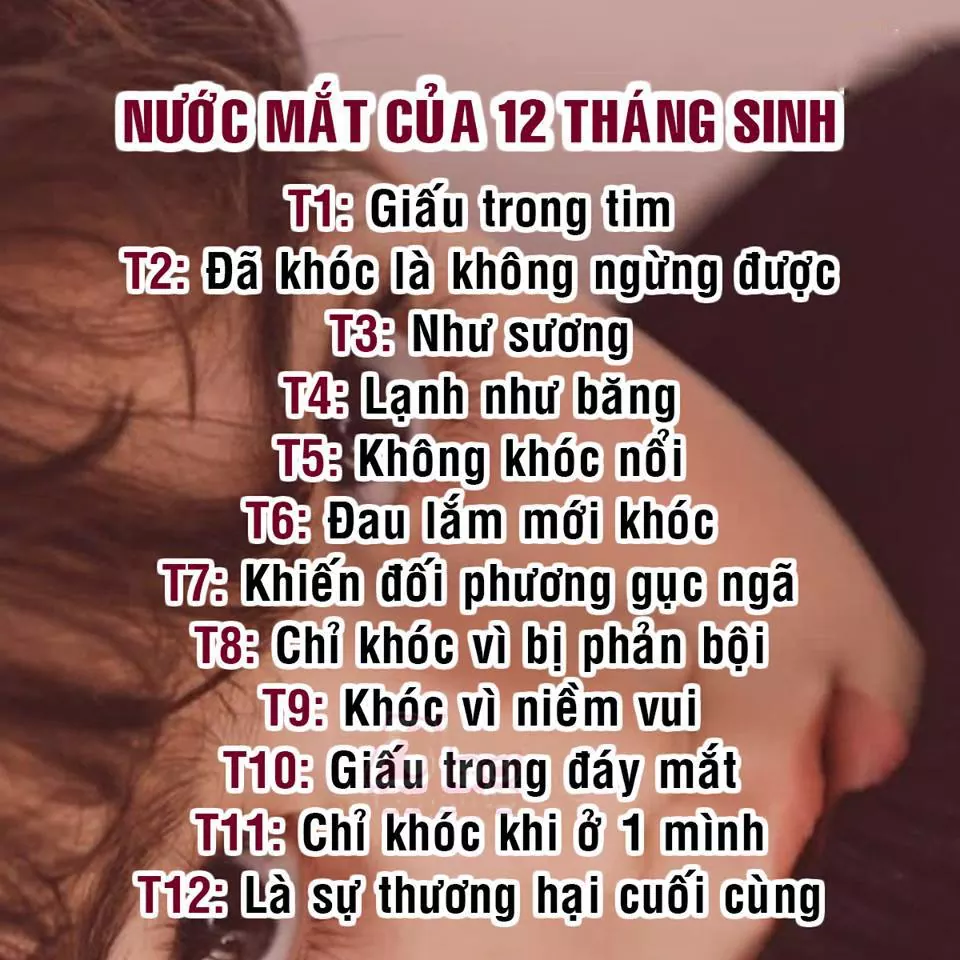 NƯỚC MẮT CỦA 12 THÁNG SINH
T1: Giấu trong tim
T2: Đã khóc là không ngừng được
T3: Như sương
T4: Lạnh như băng
T5: Không khóc nổi
T6: Đau lắm mới khóc
T7: Khiến đối phương gục ngã
T8: Chỉ khóc vì bị phản bội
T9: Khóc vì niềm vui
T10: Giấu trong đáy mắt
T11: Chỉ khóc khi ở 1 mình
T12: Là sự thương hại cuối cùng